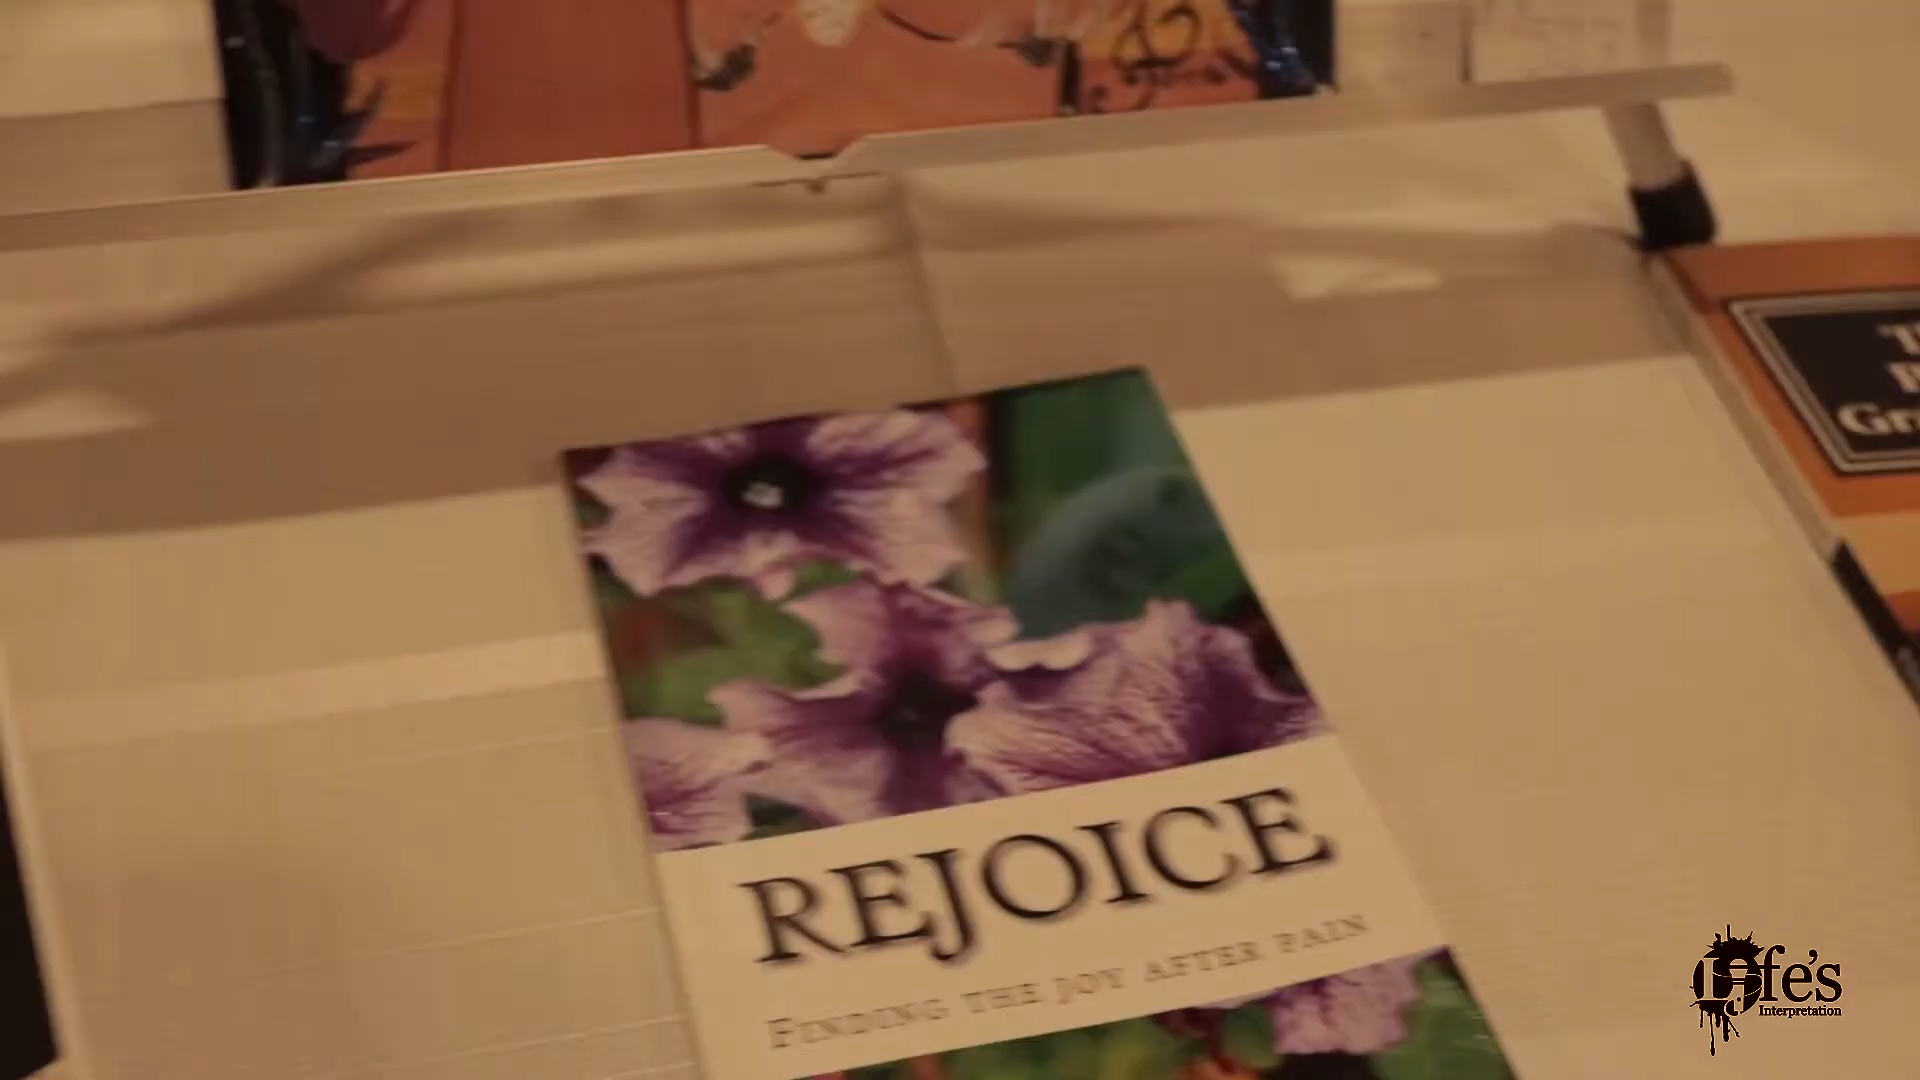 REJOICE
FINDING THE JOY AFTER PAIN
Life's
Interpretation